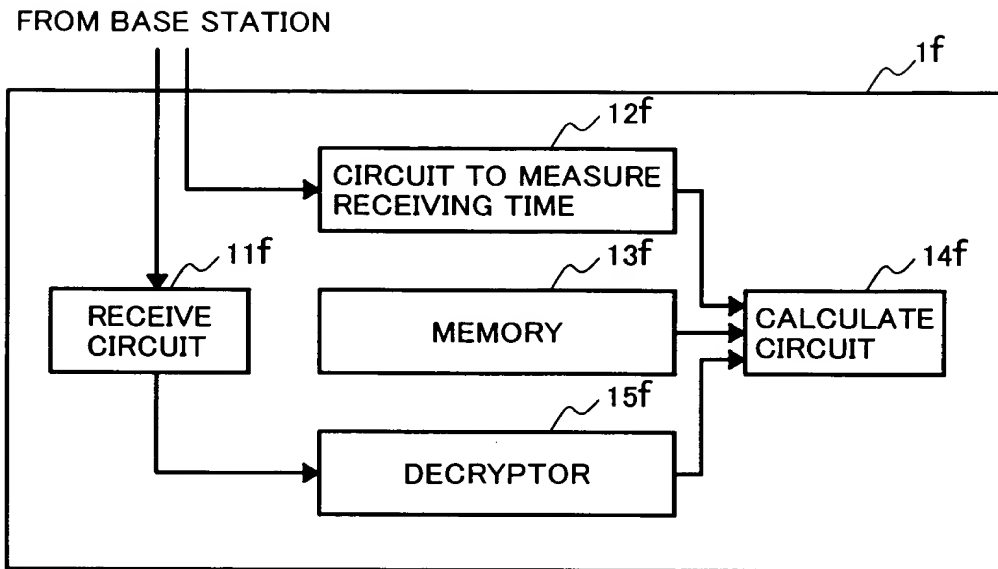 FROM BASE STATION
1f
12f
CIRCUIT TO MEASURE
RECEIVING TIME
11f
RECEIVE
CIRCUIT
13f
MEMORY
14f
CALCULATE
CIRCUIT
15f
DECRYPTOR